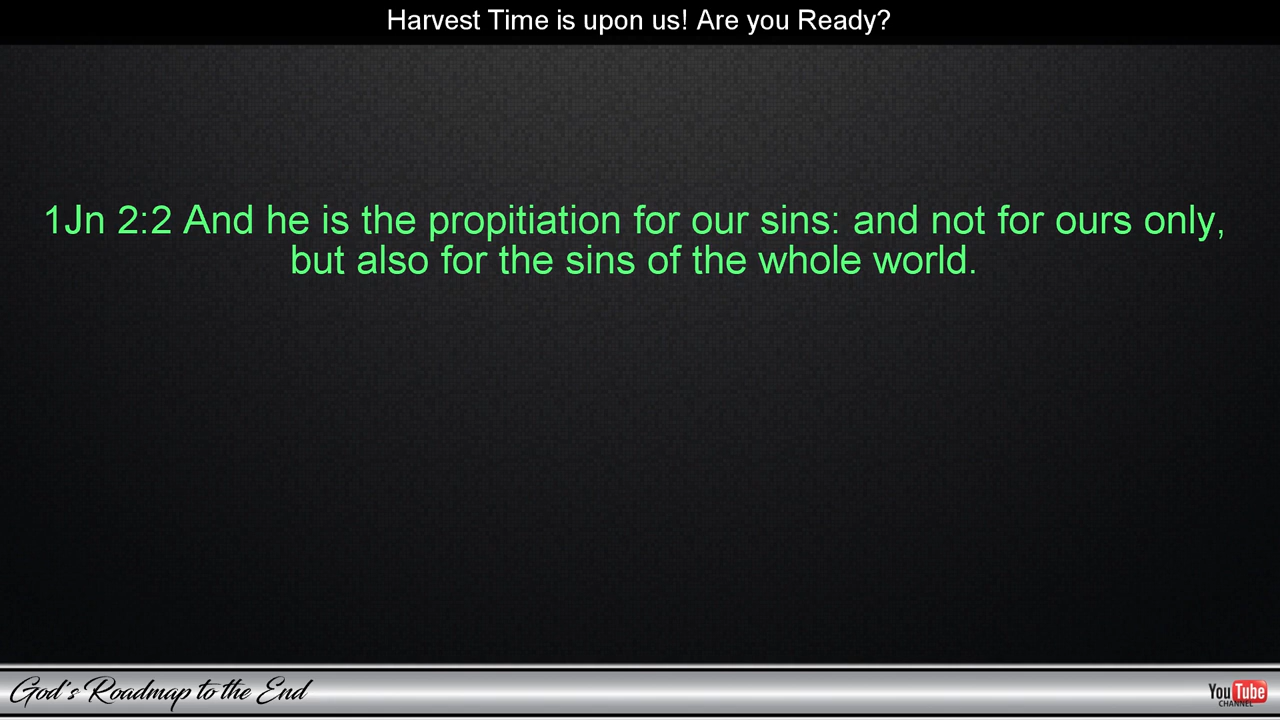 Harvest Time is upon us! Are you Ready?
1Jn 2:2 And he is the propitiation for our sins: and not for ours only,
but also for the sins of the whole world.
God's Roadmap to the End
YouTube
CHANNEL